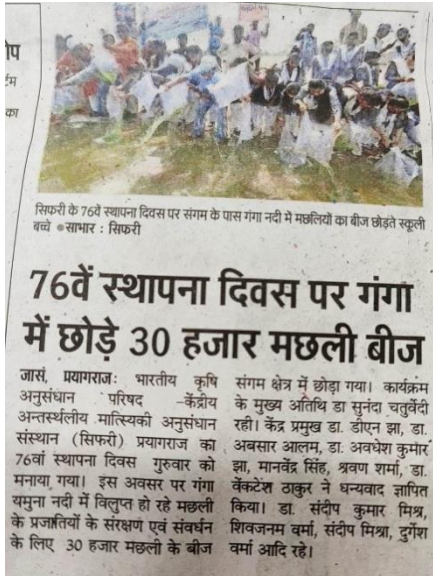 टम
का
सिफरी के 76वें स्थापना दिवस पर संगम के पास गंगा नदी में मछलियों का बीज छोड़ते स्कूली
बच्चे ●साभार : सिफरी
76वें स्थापना दिवस पर गंगा
में छोड़े 30 हजार मछली बीज
जासं, प्रयागराज: भारतीय कृषि
अनुसंधान परिषद -केंद्रीय
अन्तर्स्थलीय मात्स्यिकी अनुसंधान
संस्थान (सिफरी) प्रयागराज का
76वां स्थापना दिवस गुरुवार को
मनाया गया। इस अवसर पर गंगा
यमुना नदी में विलुप्त हो रहे मछली
के प्रजातियों के संरक्षण एवं संवर्धन
के लिए 30 हजार मछली के बीज
संगम क्षेत्र में छोड़ा गया। कार्यक्रम
के मुख्य अतिथि डा सुनंदा चतुर्वेदी
रही। केंद्र प्रमुख डा. डीएन झा, डा.
अबसार आलम, डा. अवधेश कुमार
झा, मानवेंद्र सिंह, श्रवण शर्मा, डा.
वेंकटेश ठाकुर ने धन्यवाद ज्ञापित
किया। डा. संदीप कुमार मिश्र,
शिवजनम वर्मा, संदीप मिश्रा, दुर्गेश
वर्मा आदि रहे।